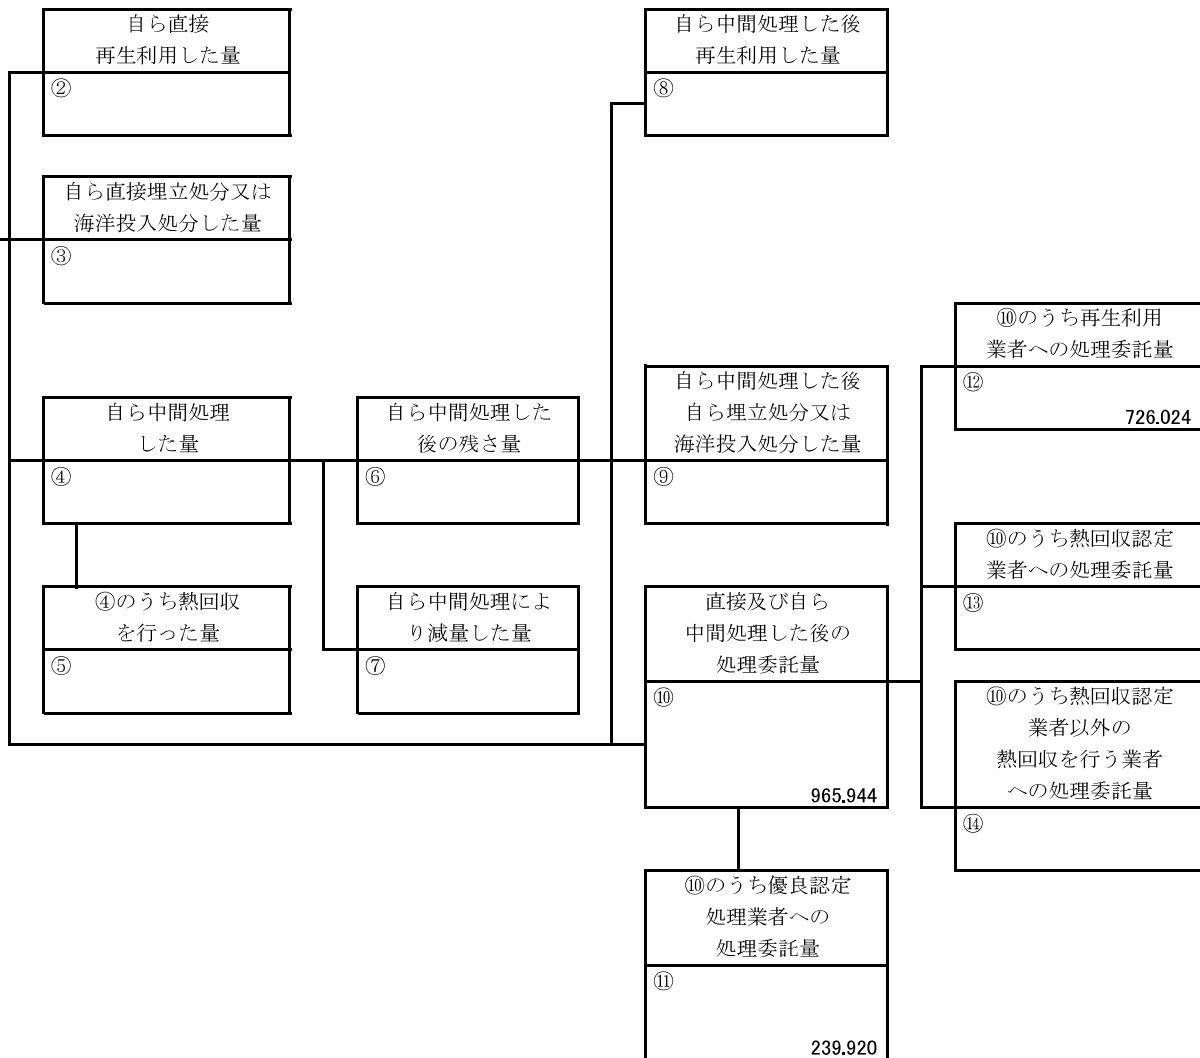 自ら直接
再生利用した量
②
自ら中間処理した後
再生利用した量
⑧
自ら直接埋立処分又は
海洋投入処分した量
③
⑩のうち再生利用
業者への処理委託量
⑫
726.024
自ら中間処理
した量
④
自ら中間処理した
後の残さ量
⑥
自ら中間処理した後
自ら埋立処分又は
海洋投入処分した量
⑨
⑩のうち熱回収認定
業者への処理委託量
⑬
④のうち熱回収
を行った量
⑤
自ら中間処理によ
り減量した量
⑦
直接及び自ら
中間処理した後の
処理委託量
⑩
965.944
⑩のうち熱回収認定
業者以外の
熱回収を行う業者
への処理委託量
⑭
⑩のうち優良認定
処理業者への
処理委託量
⑪
239.920